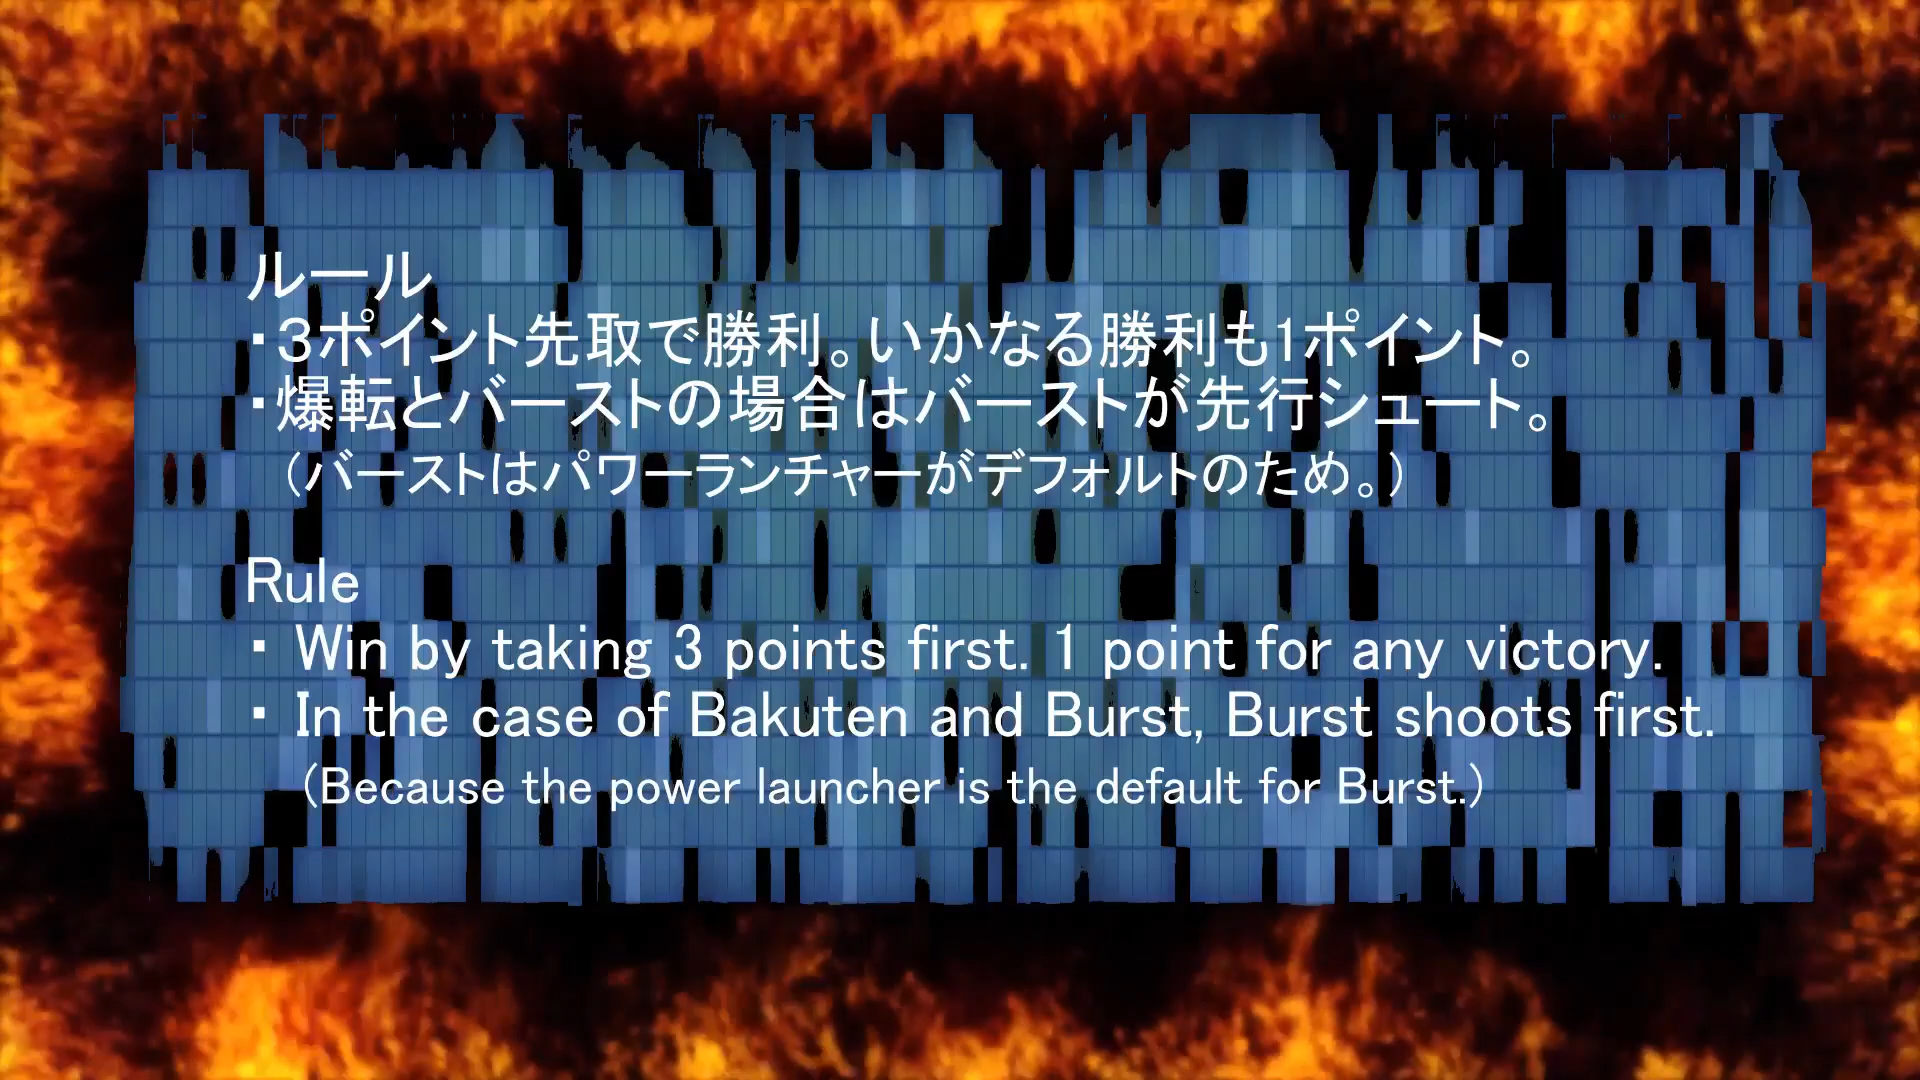 ルール
・３ポイント先取で勝利。いかなる勝利も1ポイント。
・爆転とバーストの場合はバーストが先行シュート。
（バーストはパワーランチャーがデフォルトのため。）
Rule
・ Win by taking 3 points first. 1 point for any victory.
・ In the case of Bakuten and Burst, Burst shoots first.
(Because the power launcher is the default for Burst.)